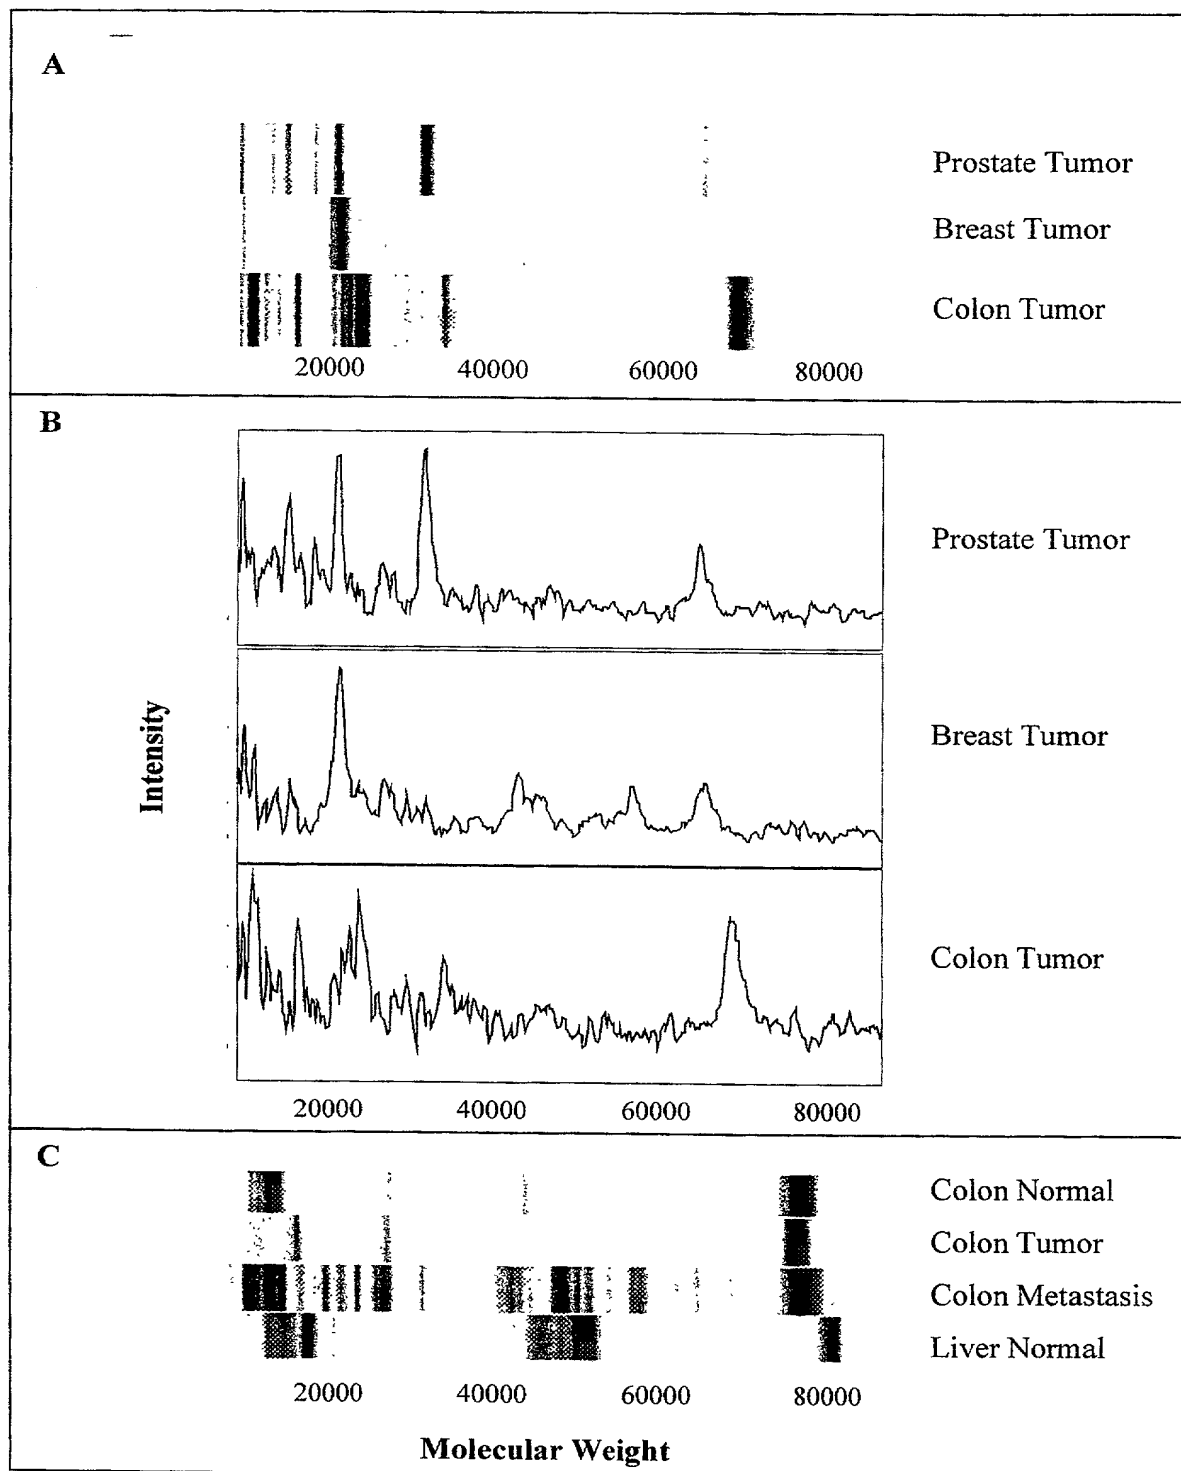 A
Prostate Tumor
Breast Tumor
Colon Tumor
20000 40000 60000 80000
B
Intensity
Prostate Tumor
Breast Tumor
Colon Tumor
20000 40000 60000 80000
C
Colon Normal
Colon Tumor
Colon Metastasis
Liver Normal
20000 40000 60000 80000
Molecular Weight